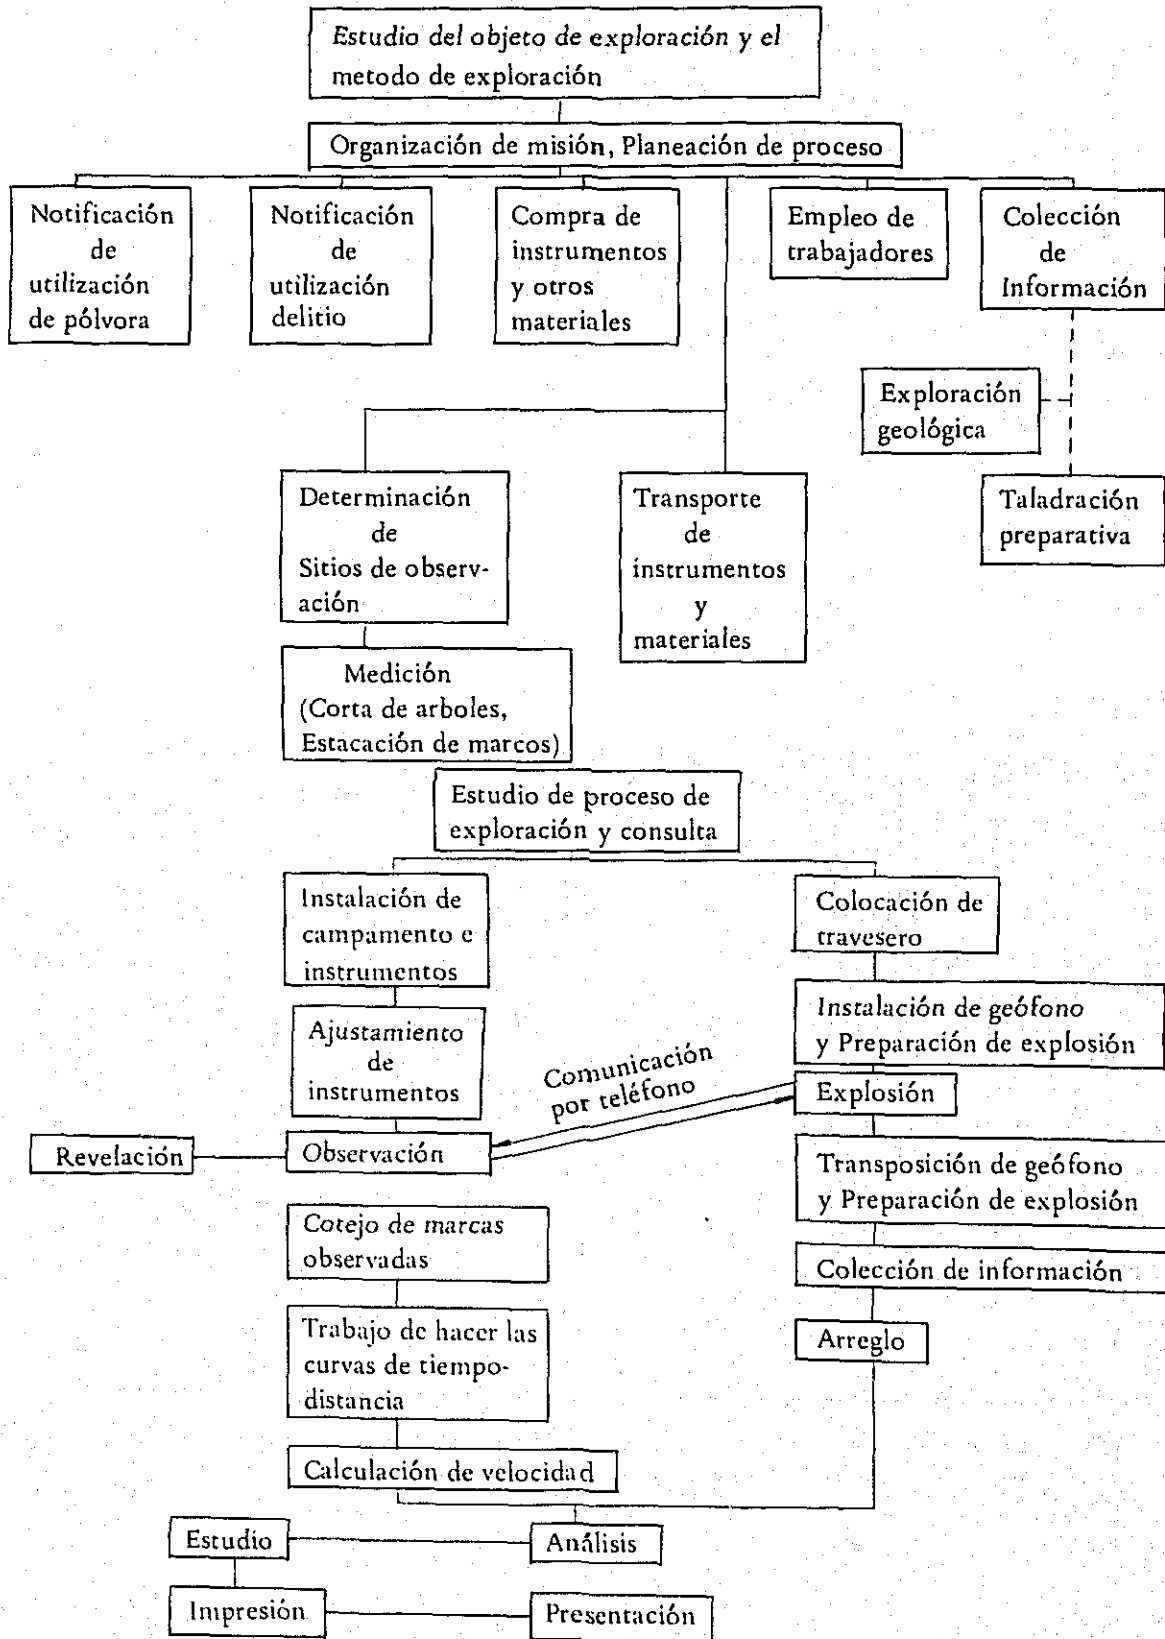 Estudio del objeto de exploración y el
metodo de exploración
Organización de misión, Planeación de proceso
Notificación
de
utilización
de pólvora
Notificación
de
utilización
delitio
Compra de
instrumentos
y otros
materiales
Empleo de
trabajadores
Colección
de
Información
Exploración
geológica
Taladración
preparativa
Determinación
de
Sitios de observ-
ación
Transporte
de
instrumentos
y
materiales
Medición
(Corta de arboles,
Estacación de marcos)
Estudio de proceso de
exploración y consulta
Instalación de
campamento e
instrumentos
Colocación de
travesero
Ajustamiento
de
instrumentos
Instalación de geófono
y Preparación de explosión
Comunicación
por teléfono
Explosión
Revelación
Observación
Transposición de geófono
y Preparación de explosión
Cotejo de marcas
observadas
Colección de información
Trabajo de hacer las
curvas de tiempo-
distancia
Arreglo
Calculación de velocidad
Estudio
Análisis
Impresión
Presentación